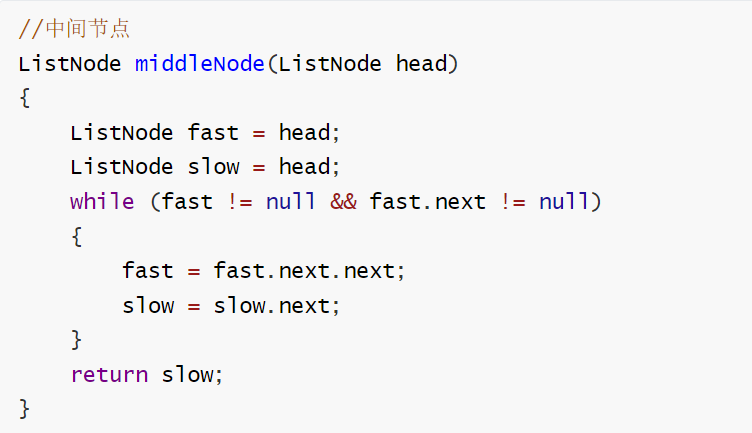 //中间节点
ListNode middleNode(ListNode head)
{
    ListNode fast = head;
    ListNode slow = head;
    while (fast != null && fast.next != null)
    {
        fast = fast.next.next;
        slow = slow.next;
    }
    return slow;
}